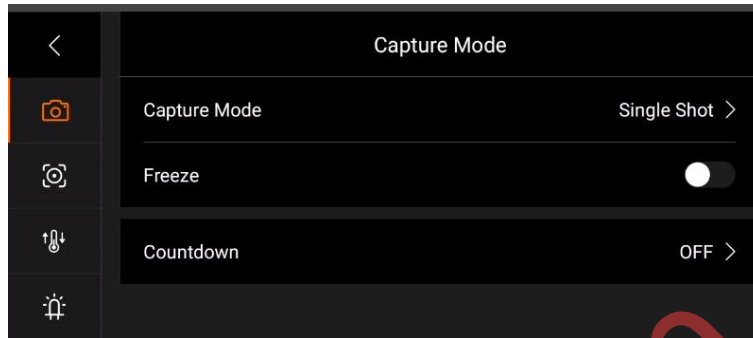 Capture Mode
Capture Mode Single Shot
Freeze
Countdown OFF